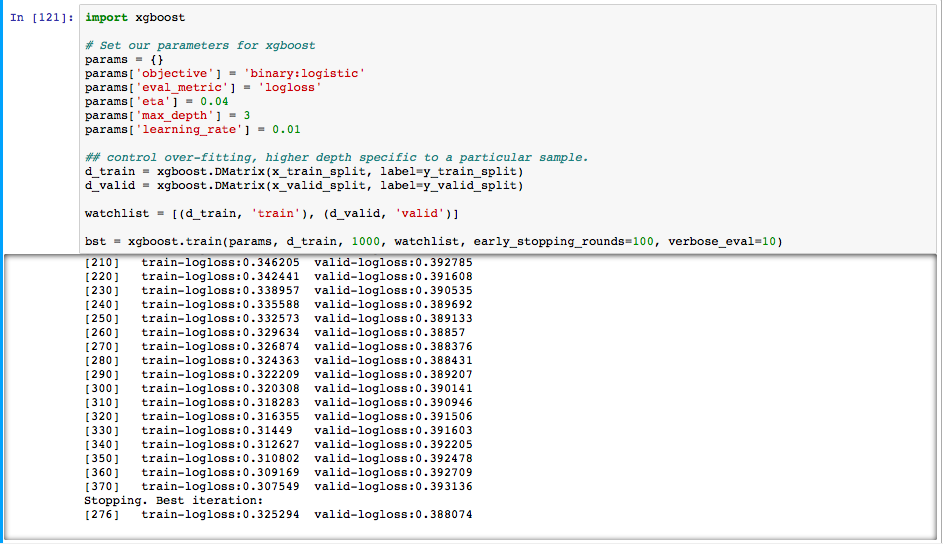 In [121]: import xgboost
# Set our parameters for xgboost
params = {}
params['objective'] = 'binary:logistic'
params['eval_metric'] = 'logloss'
params['eta'] = 0.04
params['max_depth'] = 3
params['learning_rate'] = 0.01
## control over-fitting, higher depth specific to a particular sample.
d_train = xgboost.DMatrix(x_train_split, label=y_train_split)
d_valid = xgboost.DMatrix(x_valid_split, label=y_valid_split)
watchlist = [(d_train, 'train'), (d_valid, 'valid')]
bst = xgboost.train(params, d_train, 1000, watchlist, early_stopping_rounds=100, verbose_eval=10)
[210] train-logloss:0.346205 valid-logloss:0.392785
[220] train-logloss:0.342441 valid-logloss:0.391608
[230] train-logloss:0.338957 valid-logloss:0.390535
[240] train-logloss:0.335588 valid-logloss:0.389692
[250] train-logloss:0.332573 valid-logloss:0.389133
[260] train-logloss:0.329634 valid-logloss:0.38857
[270] train-logloss:0.326874 valid-logloss:0.388376
[280] train-logloss:0.324363 valid-logloss:0.388431
[290] train-logloss:0.322209 valid-logloss:0.389207
[300] train-logloss:0.320308 valid-logloss:0.390141
[310] train-logloss:0.318283 valid-logloss:0.390946
[320] train-logloss:0.316355 valid-logloss:0.391506
[330] train-logloss:0.31449 valid-logloss:0.391603
[340] train-logloss:0.312627 valid-logloss:0.392205
[350] train-logloss:0.310802 valid-logloss:0.392478
[360] train-logloss:0.309169 valid-logloss:0.392709
[370] train-logloss:0.307549 valid-logloss:0.393136
Stopping. Best iteration:
[276] train-logloss:0.325294 valid-logloss:0.388074